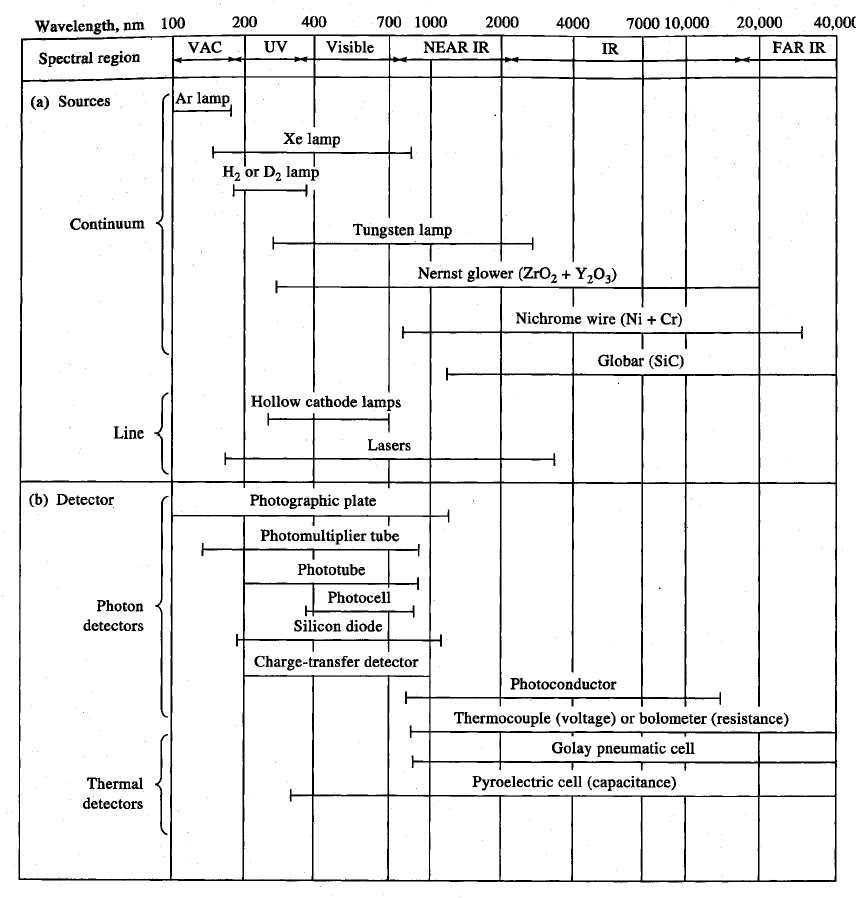 Wavelength, nm 100 200 400 700 1000 2000 4000 7000 10,000 20,000 40,000
Spectral region VAC UV Visible NEAR IR IR FAR IR
(a) Sources
Ar lamp
Xe lamp
H₂ or D₂ lamp
Continuum
Tungsten lamp
Nernst glower (ZrO₂ + Y₂O₃)
Nichrome wire (Ni + Cr)
Globar (SiC)
Hollow cathode lamps
Line
Lasers
(b) Detector
Photographic plate
Photomultiplier tube
Phototube
Photocell
Photon
detectors
Silicon diode
Charge-transfer detector
Photoconductor
Thermocouple (voltage) or bolometer (resistance)
Golay pneumatic cell
Thermal
detectors
Pyroelectric cell (capacitance)